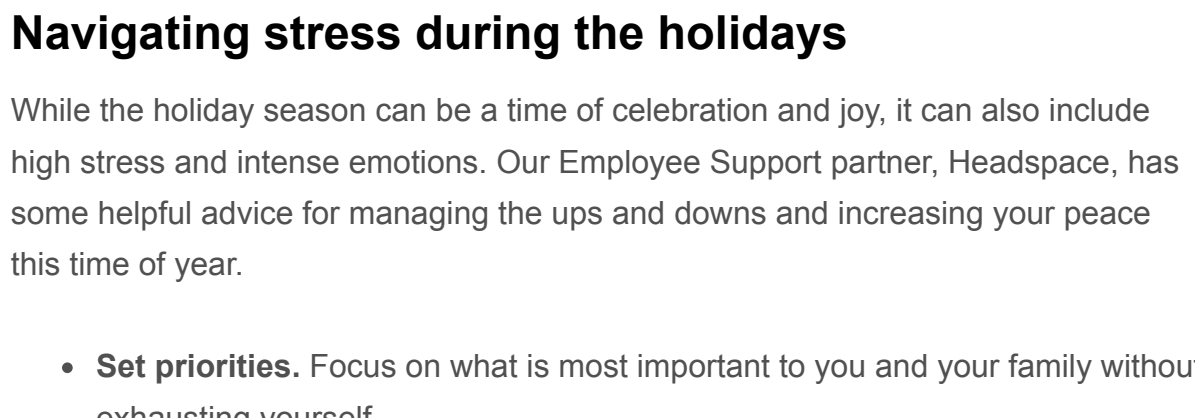 Navigating stress during the holidays
While the holiday season can be a time of celebration and joy, it can also include
high stress and intense emotions. Our Employee Support partner, Headspace, has
some helpful advice for managing the ups and downs and increasing your peace
this time of year.
• Set priorities. Focus on what is most important to you and your family without
exhausting yourself